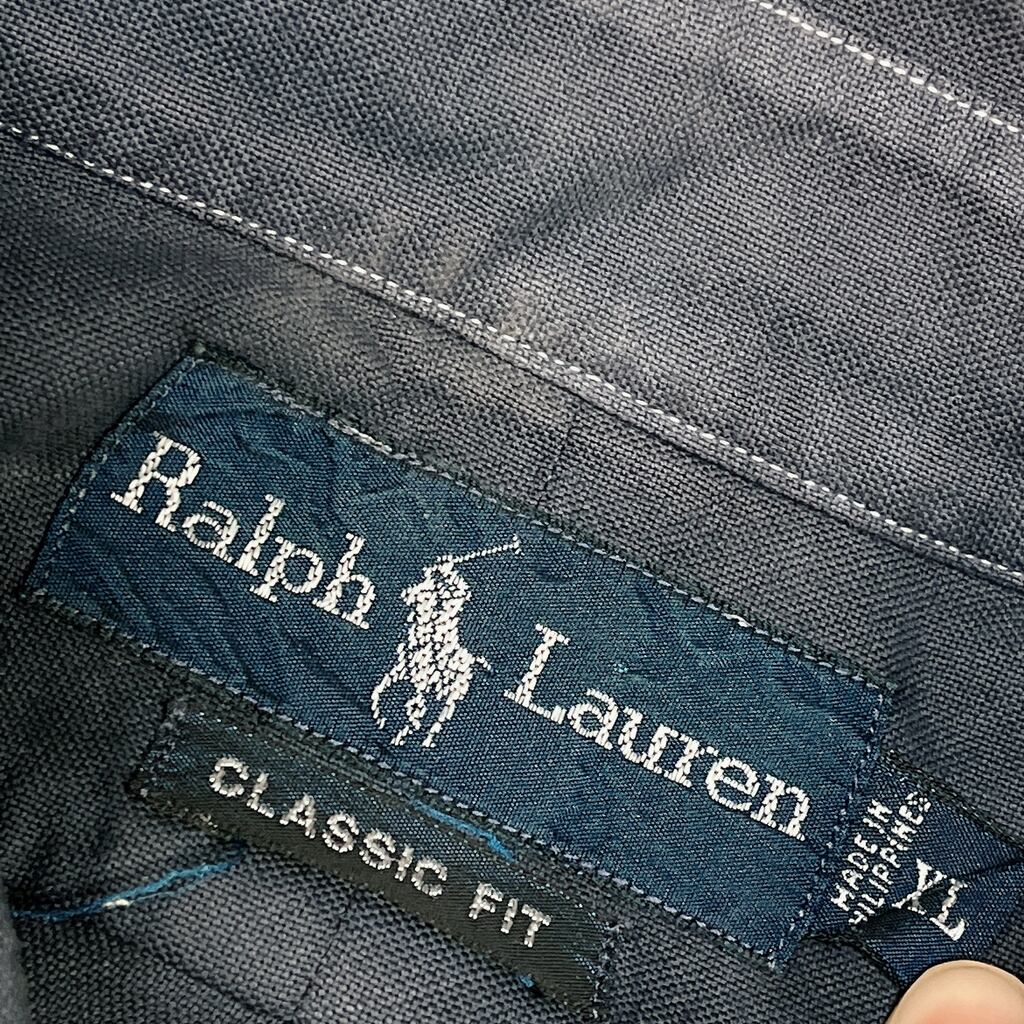 Ralph Lauren
CLASSIC FIT
MADE IN
PHILIPPINES
XL